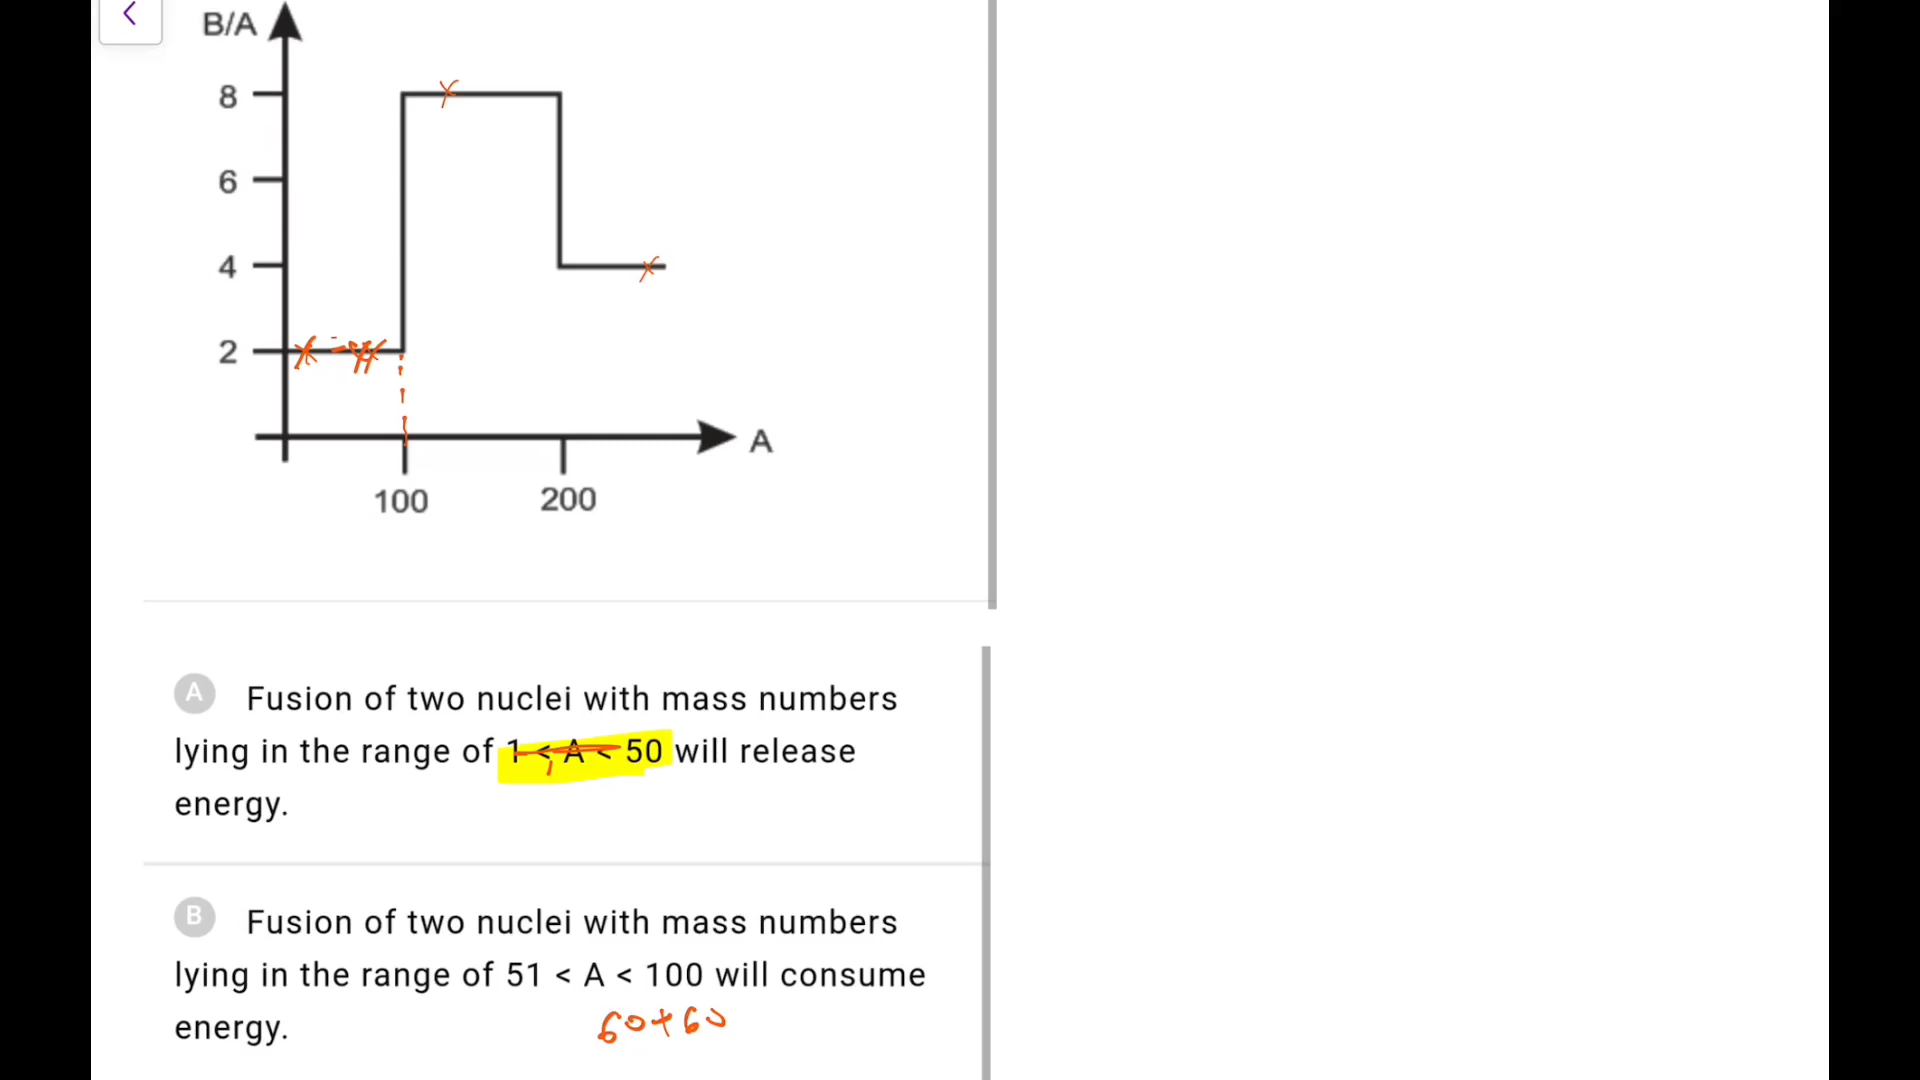 B/A
8
6
4
2
A
100
200
A Fusion of two nuclei with mass numbers
lying in the range of 1 < A < 50 will release
energy.
B Fusion of two nuclei with mass numbers
lying in the range of 51 < A < 100 will consume
energy.
60+60